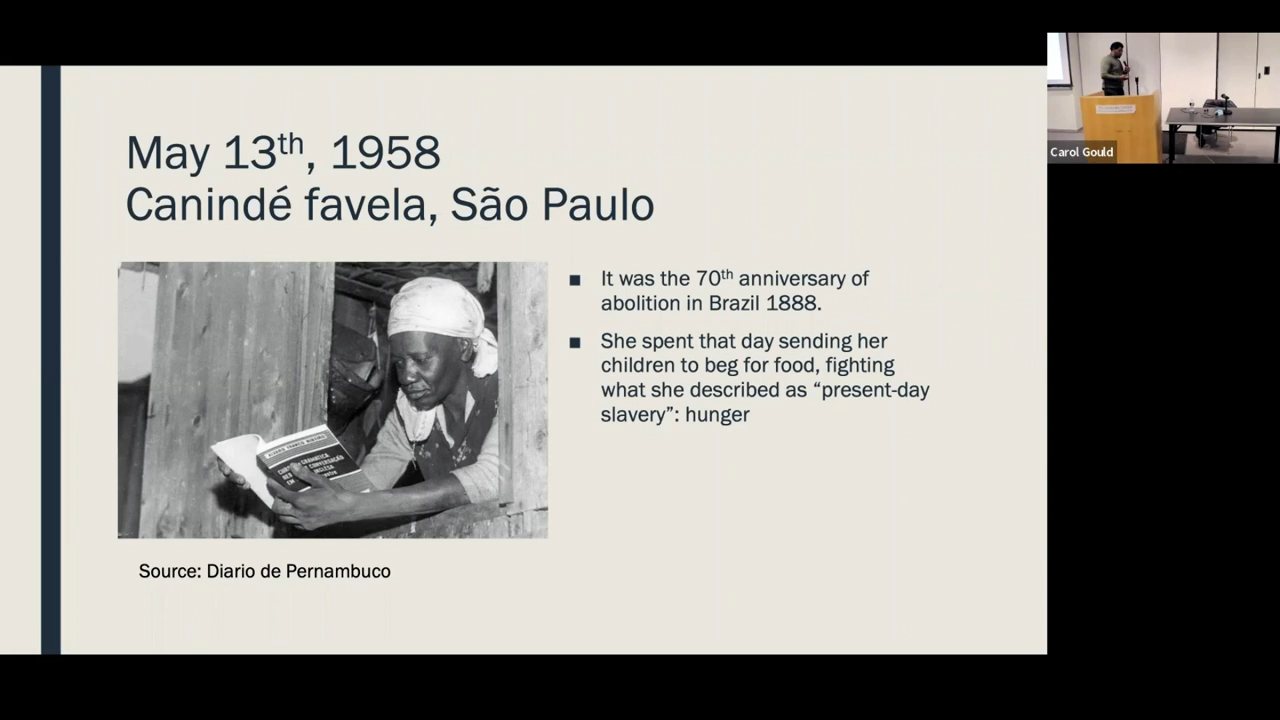 May 13th, 1958
Canindé favela, São Paulo
■ It was the 70th anniversary of
abolition in Brazil 1888.
■ She spent that day sending her
children to beg for food, fighting
what she described as “present-day
slavery”: hunger
Source: Diario de Pernambuco
Carol Gould